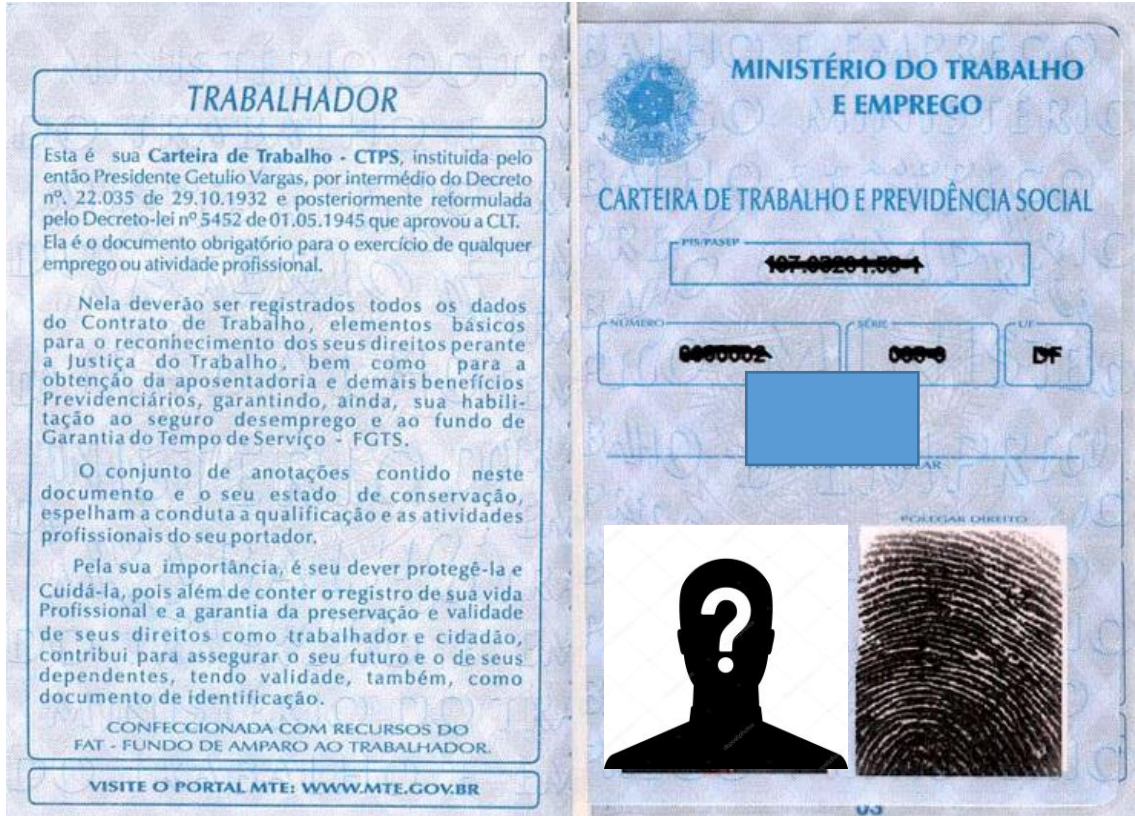 TRABALHADOR
Esta é sua Carteira de Trabalho - CTPS, instituida pelo
então Presidente Getulio Vargas, por intermédio do Decreto
nº. 22.035 de 29.10.1932 e posteriormente reformulada
pelo Decreto-lei nº 5452 de 01.05.1945 que aprovou a CLT.
Ela é o documento obrigatório para o exercício de qualquer
emprego ou atividade profissional.
Nela deverão ser registrados todos os dados
do Contrato de Trabalho, elementos básicos
para o reconhecimento dos seus direitos perante
a Justiça do Trabalho, bem como para a
obtenção da aposentadoria e demais benefícios
Previdenciários, garantindo, ainda, sua habili-
tação ao seguro desemprego e ao fundo de
Garantia do Tempo de Serviço - FGTS.
O conjunto de anotações contido neste
documento e o seu estado de conservação,
espelham a conduta a qualificação e as atividades
profissionais do seu portador.
Pela sua importância, é seu dever protegê-la e
Cuidá-la, pois além de conter o registro de sua vida
Profissional e a garantia da preservação e validade
de seus direitos como trabalhador e cidadão,
contribui para assegurar o seu futuro e o de seus
dependentes, tendo validade, também, como
documento de identificação.
CONFECCIONADA COM RECURSOS DO
FAT - FUNDO DE AMPARO AO TRABALHADOR.
VISITE O PORTAL MTE: WWW.MTE.GOV.BR
MINISTÉRIO DO TRABALHO
E EMPREGO
CARTEIRA DE TRABALHO E PREVIDÊNCIA SOCIAL
PIS/PASEP
NÚMERO
SÉRIE
UF
DF
POLEGAR DIREITO
?
03